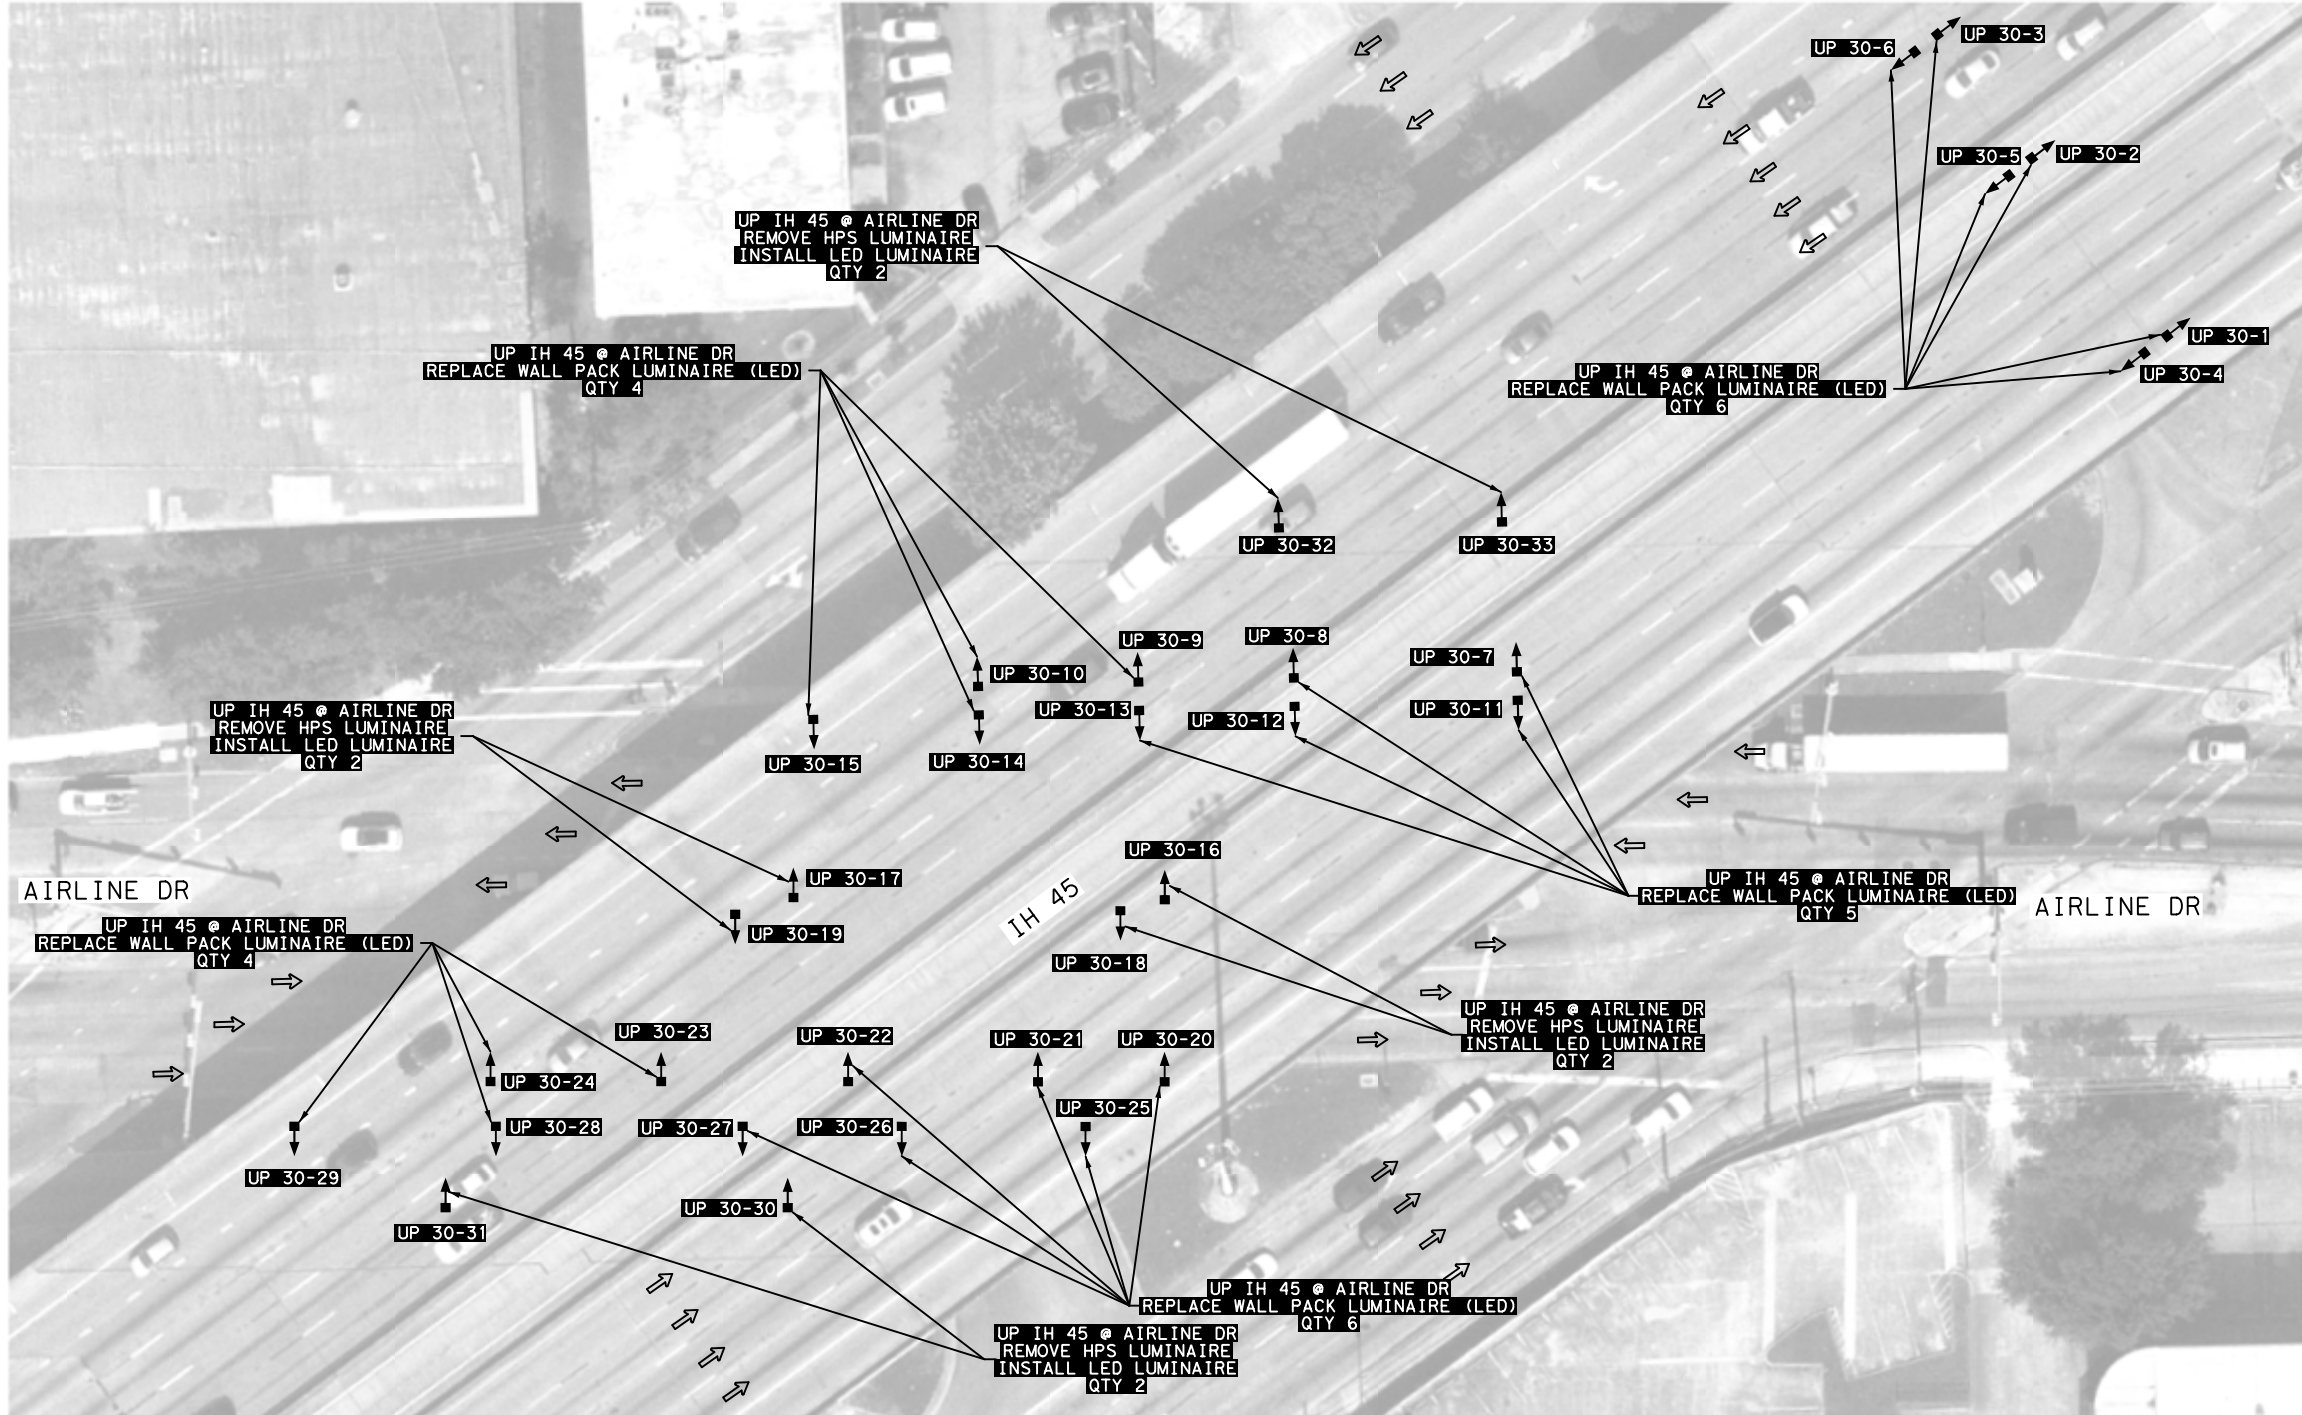 UP 30-6
UP 30-3
UP 30-5
UP 30-2
UP IH 45 @ AIRLINE DR
REMOVE HPS LUMINAIRE
INSTALL LED LUMINAIRE
QTY 2
UP 30-1
UP 30-4
UP IH 45 @ AIRLINE DR
REPLACE WALL PACK LUMINAIRE (LED)
QTY 4
UP IH 45 @ AIRLINE DR
REPLACE WALL PACK LUMINAIRE (LED)
QTY 6
UP 30-32
UP 30-33
UP 30-9
UP 30-8
UP 30-7
UP 30-10
UP 30-13
UP 30-12
UP 30-11
UP IH 45 @ AIRLINE DR
REMOVE HPS LUMINAIRE
INSTALL LED LUMINAIRE
QTY 2
UP 30-15
UP 30-14
UP 30-16
UP 30-17
AIRLINE DR
IH 45
UP IH 45 @ AIRLINE DR
REPLACE WALL PACK LUMINAIRE (LED)
QTY 5
AIRLINE DR
UP IH 45 @ AIRLINE DR
REPLACE WALL PACK LUMINAIRE (LED)
QTY 4
UP 30-19
UP 30-18
UP IH 45 @ AIRLINE DR
REMOVE HPS LUMINAIRE
INSTALL LED LUMINAIRE
QTY 2
UP 30-23
UP 30-22
UP 30-21
UP 30-20
UP 30-24
UP 30-25
UP 30-28
UP 30-27
UP 30-26
UP 30-29
UP 30-30
UP 30-31
UP IH 45 @ AIRLINE DR
REPLACE WALL PACK LUMINAIRE (LED)
QTY 6
UP IH 45 @ AIRLINE DR
REMOVE HPS LUMINAIRE
INSTALL LED LUMINAIRE
QTY 2